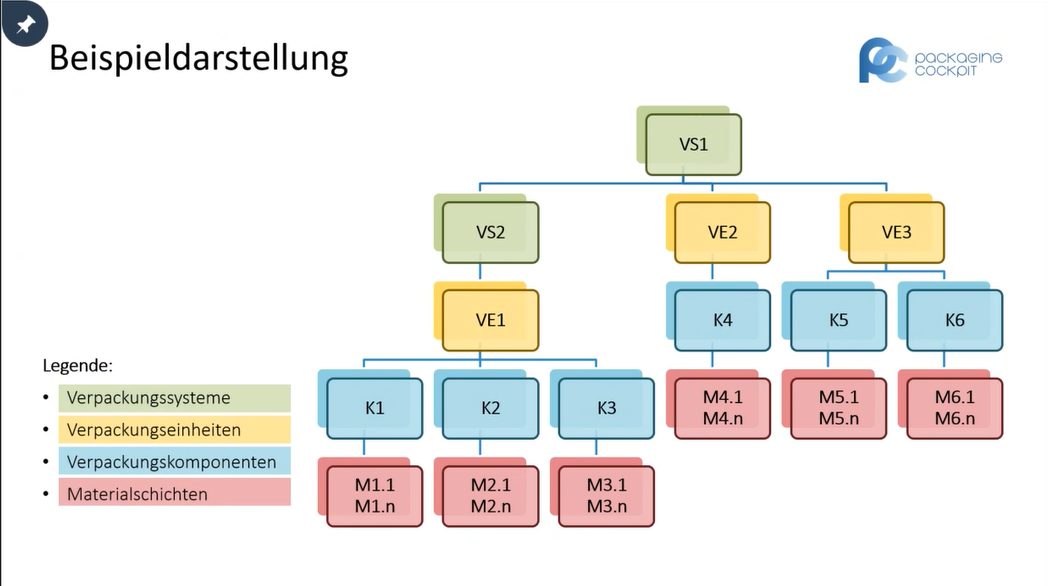 Beispieldarstellung
packaging
cockpit
VS1
VS2
VE2
VE3
VE1
K4
K5
K6
Legende:
• Verpackungssysteme
• Verpackungseinheiten
• Verpackungskomponenten
• Materialschichten
K1
K2
K3
M4.1
M4.n
M5.1
M5.n
M6.1
M6.n
M1.1
M1.n
M2.1
M2.n
M3.1
M3.n